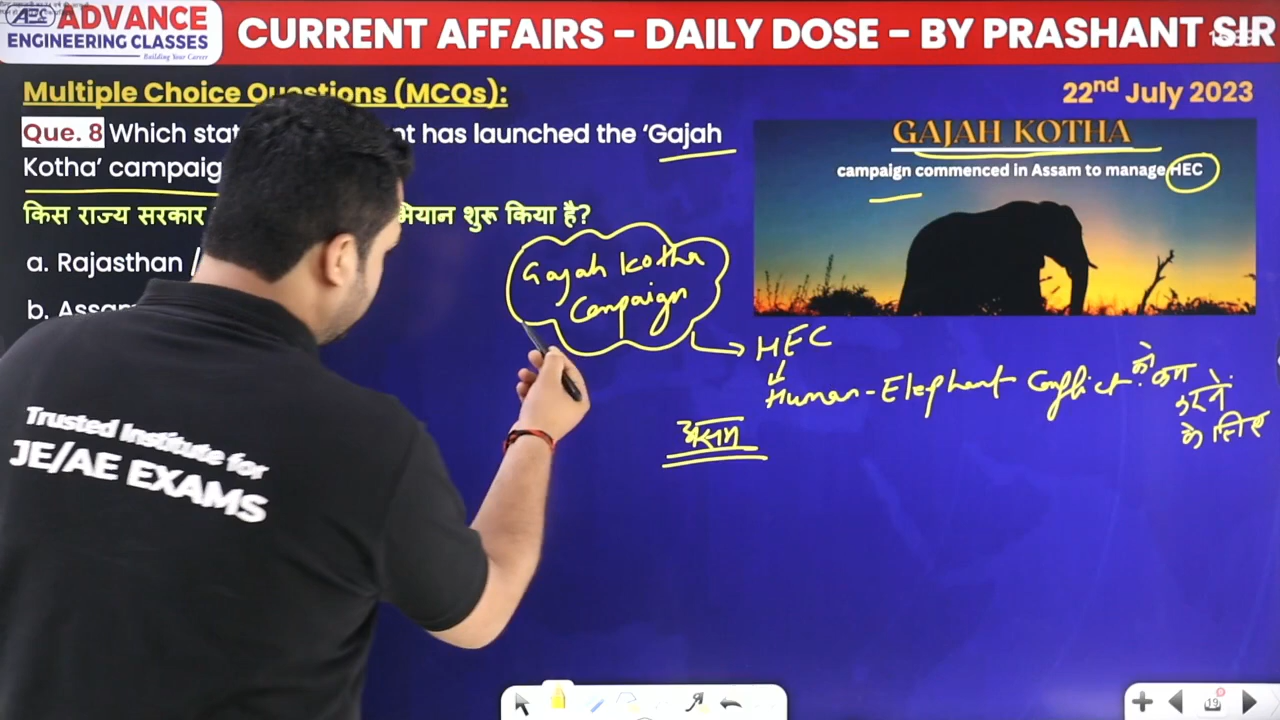 AEC ADVANCE
ENGINEERING CLASSES
Building Your Career
CURRENT AFFAIRS – DAILY DOSE – BY PRASHANT SIR
Multiple Choice Questions (MCQs):
22nd July 2023
Que. 8 Which stat nt has launched the ‘Gajah
Kotha’ campaig
किस राज्य सरकार भियान शुरू किया है?
a. Rajasthan /
b. Assam
GAJAH KOTHA
campaign commenced in Assam to manage HEC
Gajah Kotha
Campaign
HEC
Human-Elephant Conflict को कम
करने
के लिए
असम
Trusted Institute for
JE/AE EXAMS
19